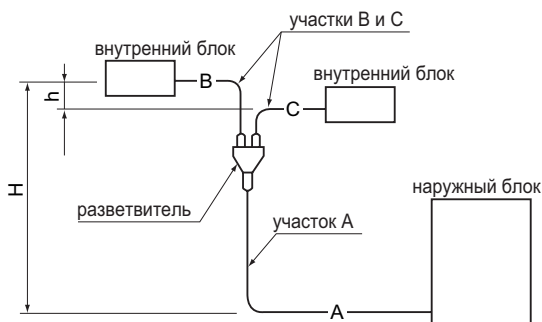 участки B и C
внутренний блок
внутренний блок
B
C
h
H
разветвитель
участок A
наружный блок
A